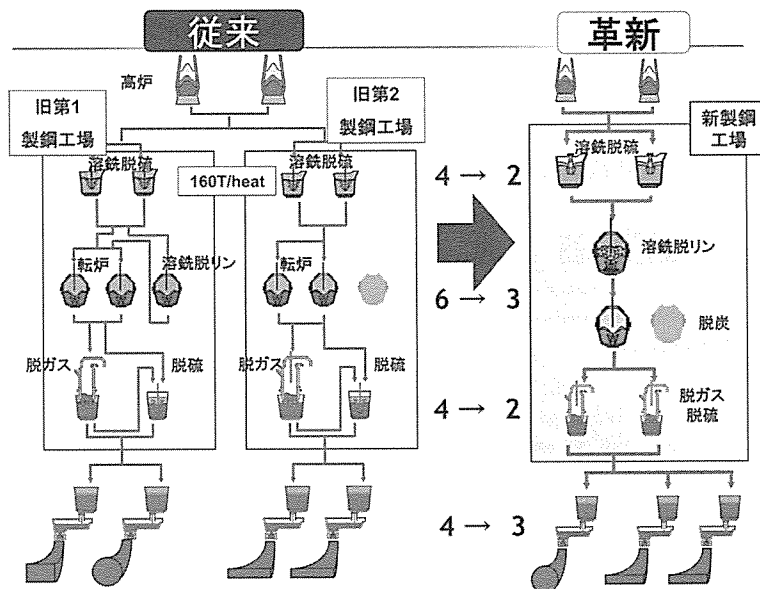 従来
革新
高炉
旧第1
製鋼工場
旧第2
製鋼工場
新製鋼
工場
溶銑脱硫
160T/heat
溶銑脱硫
4 → 2
溶銑脱硫
転炉
溶銑脱リン
転炉
溶銑脱リン
6 → 3
脱炭
脱ガス
脱硫
脱ガス
脱硫
4 → 2
脱ガス
脱硫
4 → 3